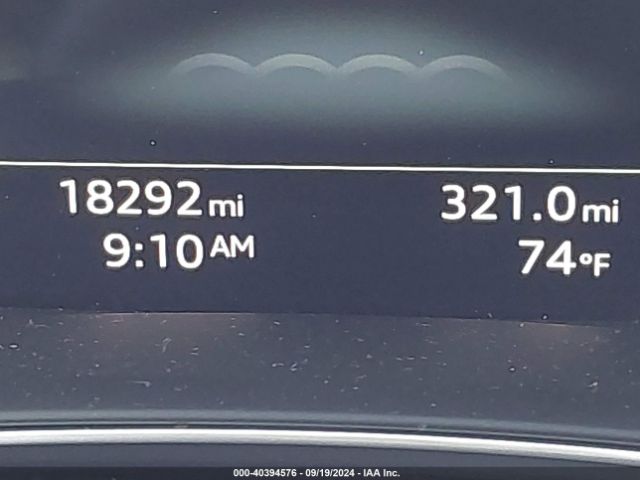 18292 mi 321.0 mi
9:10 AM 74°F
000-40394576 - 09/19/2024 - IAA Inc.